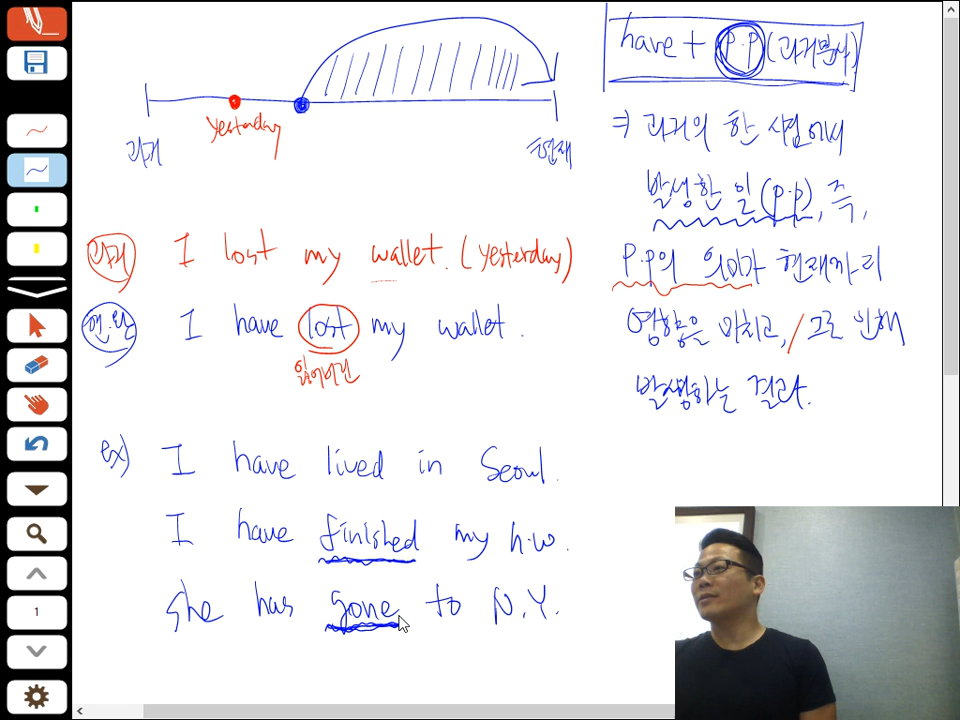 have + P.P (과거분사)
Yesterday
과거
현재
⇒ 과거의 한 시점에서
발생한 일 (P.P), 즉,
P.P의 의미가 현재까지
영향을 미치고, / 그로 인해
발생하는 결과.
과거 I lost my wallet. (Yesterday)
현.완 I have lost my wallet.
잃어버린
ex) I have lived in Seoul.
I have finished my h.w.
She has gone to N.Y.
1